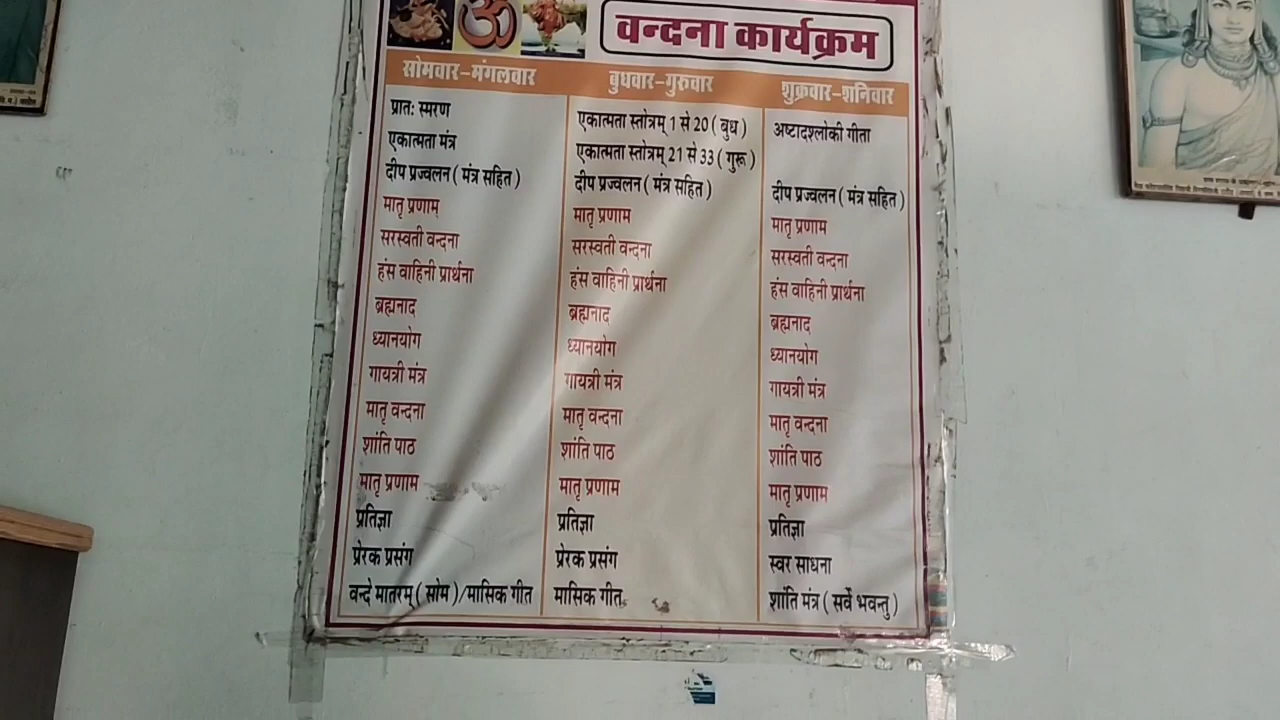 वन्दना कार्यक्रम
सोमवार-मंगलवार
प्रात: स्मरण
एकात्मता मंत्र
दीप प्रज्वलन ( मंत्र सहित )
मातृ प्रणाम्
सरस्वती वन्दना
हंस वाहिनी प्रार्थना
ब्रह्मनाद
ध्यानयोग
गायत्री मंत्र
मातृ वन्दना
शांति पाठ
मातृ प्रणाम
प्रतिज्ञा
प्रेरक प्रसंग
वन्दे मातरम् ( सोम )/मासिक गीत
बुधवार-गुरुवार
एकात्मता स्तोत्रम् 1 से 20 ( बुध )
एकात्मता स्तोत्रम् 21 से 33 ( गुरू )
दीप प्रज्वलन ( मंत्र सहित )
मातृ प्रणाम
सरस्वती वन्दना
हंस वाहिनी प्रार्थना
ब्रह्मनाद
ध्यानयोग
गायत्री मंत्र
मातृ वन्दना
शांति पाठ
मातृ प्रणाम
प्रतिज्ञा
प्रेरक प्रसंग
मासिक गीत
शुक्रवार-शनिवार
अष्टादश्लोकी गीता
दीप प्रज्वलन ( मंत्र सहित )
मातृ प्रणाम
सरस्वती वन्दना
हंस वाहिनी प्रार्थना
ब्रह्मनाद
ध्यानयोग
गायत्री मंत्र
मातृ वन्दना
शांति पाठ
मातृ प्रणाम
प्रतिज्ञा
स्वर साधना
शांति मंत्र ( सर्वे भवन्तु )